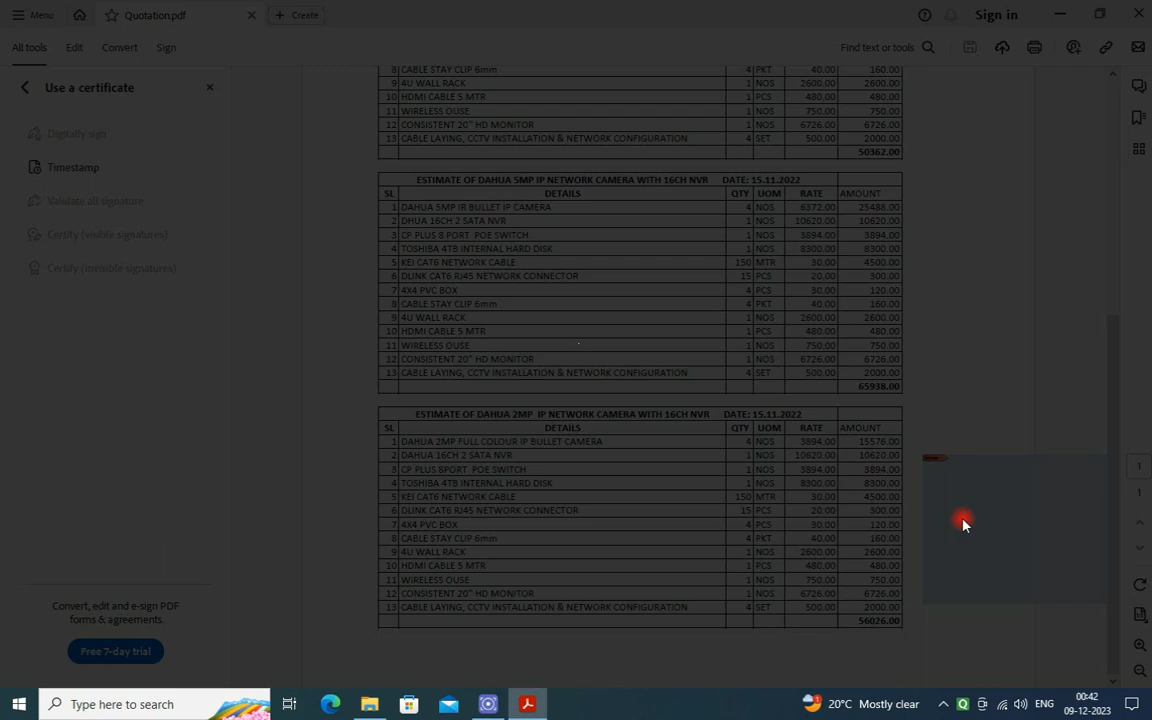 Menu Quotation.pdf Create Sign in
All tools Edit Convert Sign Find text or tools
Use a certificate
Digitally sign
Timestamp
Validate all signature
Certify (visible signatures)
Certify (invisible signatures)
Convert, edit and e-sign PDF
forms & agreements.
Free 7-day trial
8 CABLE STAY CLIP 6mm 4 PKT 40.00 160.00
9 4U WALL RACK 1 NOS 2600.00 2600.00
10 HDMI CABLE 5 MTR 1 PCS 480.00 480.00
11 WIRELESS OUSE 1 NOS 750.00 750.00
12 CONSISTENT 20" HD MONITOR 1 NOS 6726.00 6726.00
13 CABLE LAYING, CCTV INSTALLATION & NETWORK CONFIGURATION 4 SET 500.00 2000.00
50362.00
ESTIMATE OF DAHUA 5MP IP NETWORK CAMERA WITH 16CH NVR DATE: 15.11.2022
SL DETAILS QTY UOM RATE AMOUNT
1 DAHUA 5MP IR BULLET IP CAMERA 4 NOS 6372.00 25488.00
2 DHUA 16CH 2 SATA NVR 1 NOS 10620.00 10620.00
3 CP PLUS 8 PORT POE SWITCH 1 NOS 3894.00 3894.00
4 TOSHIBA 4TB INTERNAL HARD DISK 1 NOS 8300.00 8300.00
5 KEI CAT6 NETWORK CABLE 150 MTR 30.00 4500.00
6 DLINK CAT6 RJ45 NETWORK CONNECTOR 15 PCS 20.00 300.00
7 4X4 PVC BOX 4 PCS 30.00 120.00
8 CABLE STAY CLIP 6mm 4 PKT 40.00 160.00
9 4U WALL RACK 1 NOS 2600.00 2600.00
10 HDMI CABLE 5 MTR 1 PCS 480.00 480.00
11 WIRELESS OUSE 1 NOS 750.00 750.00
12 CONSISTENT 20" HD MONITOR 1 NOS 6726.00 6726.00
13 CABLE LAYING, CCTV INSTALLATION & NETWORK CONFIGURATION 4 SET 500.00 2000.00
65938.00
ESTIMATE OF DAHUA 2MP IP NETWORK CAMERA WITH 16CH NVR DATE: 15.11.2022
SL DETAILS QTY UOM RATE AMOUNT
1 DAHUA 2MP FULL COLOUR IP BULLET CAMERA 4 NOS 3894.00 15576.00
2 DAHUA 16CH 2 SATA NVR 1 NOS 10620.00 10620.00
3 CP PLUS 8PORT POE SWITCH 1 NOS 3894.00 3894.00
4 TOSHIBA 4TB INTERNAL HARD DISK 1 NOS 8300.00 8300.00
5 KEI CAT6 NETWORK CABLE 150 MTR 30.00 4500.00
6 DLINK CAT6 RJ45 NETWORK CONNECTOR 15 PCS 20.00 300.00
7 4X4 PVC BOX 4 PCS 30.00 120.00
8 CABLE STAY CLIP 6mm 4 PKT 40.00 160.00
9 4U WALL RACK 1 NOS 2600.00 2600.00
10 HDMI CABLE 5 MTR 1 PCS 480.00 480.00
11 WIRELESS OUSE 1 NOS 750.00 750.00
12 CONSISTENT 20" HD MONITOR 1 NOS 6726.00 6726.00
13 CABLE LAYING, CCTV INSTALLATION & NETWORK CONFIGURATION 4 SET 500.00 2000.00
56026.00
1
1
Type here to search 20°C Mostly clear ENG 00:42
09-12-2023